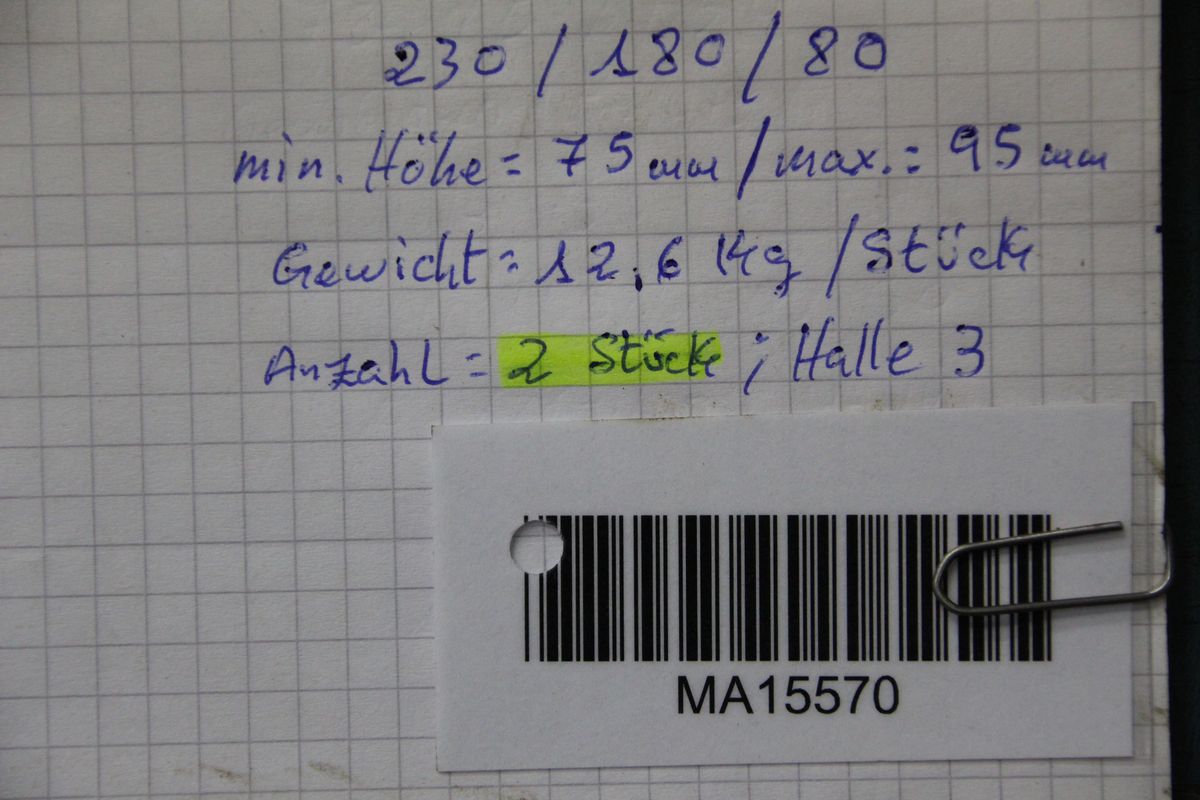 230 / 180 / 80
min. Höhe = 75 mm / max.: 95 mm
Gewicht = 12,6 Kg / Stück
Anzahl = 2 Stück ; Halle 3
MA15570